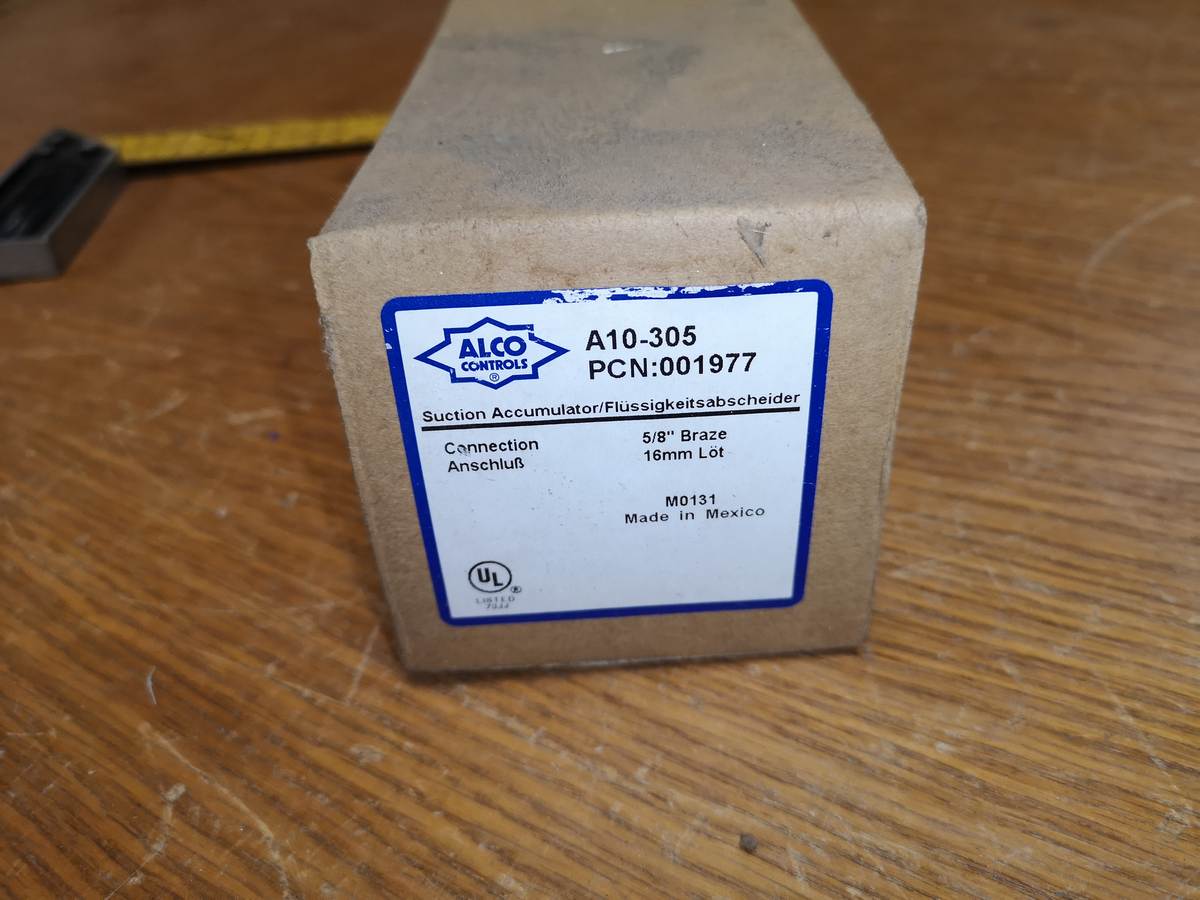 ALCO
CONTROLS
®
A10-305
PCN:001977
Suction Accumulator/Flüssigkeitsabscheider
Connection 5/8" Braze
Anschluß 16mm Löt
M0131
Made in Mexico
UL ®
LISTED